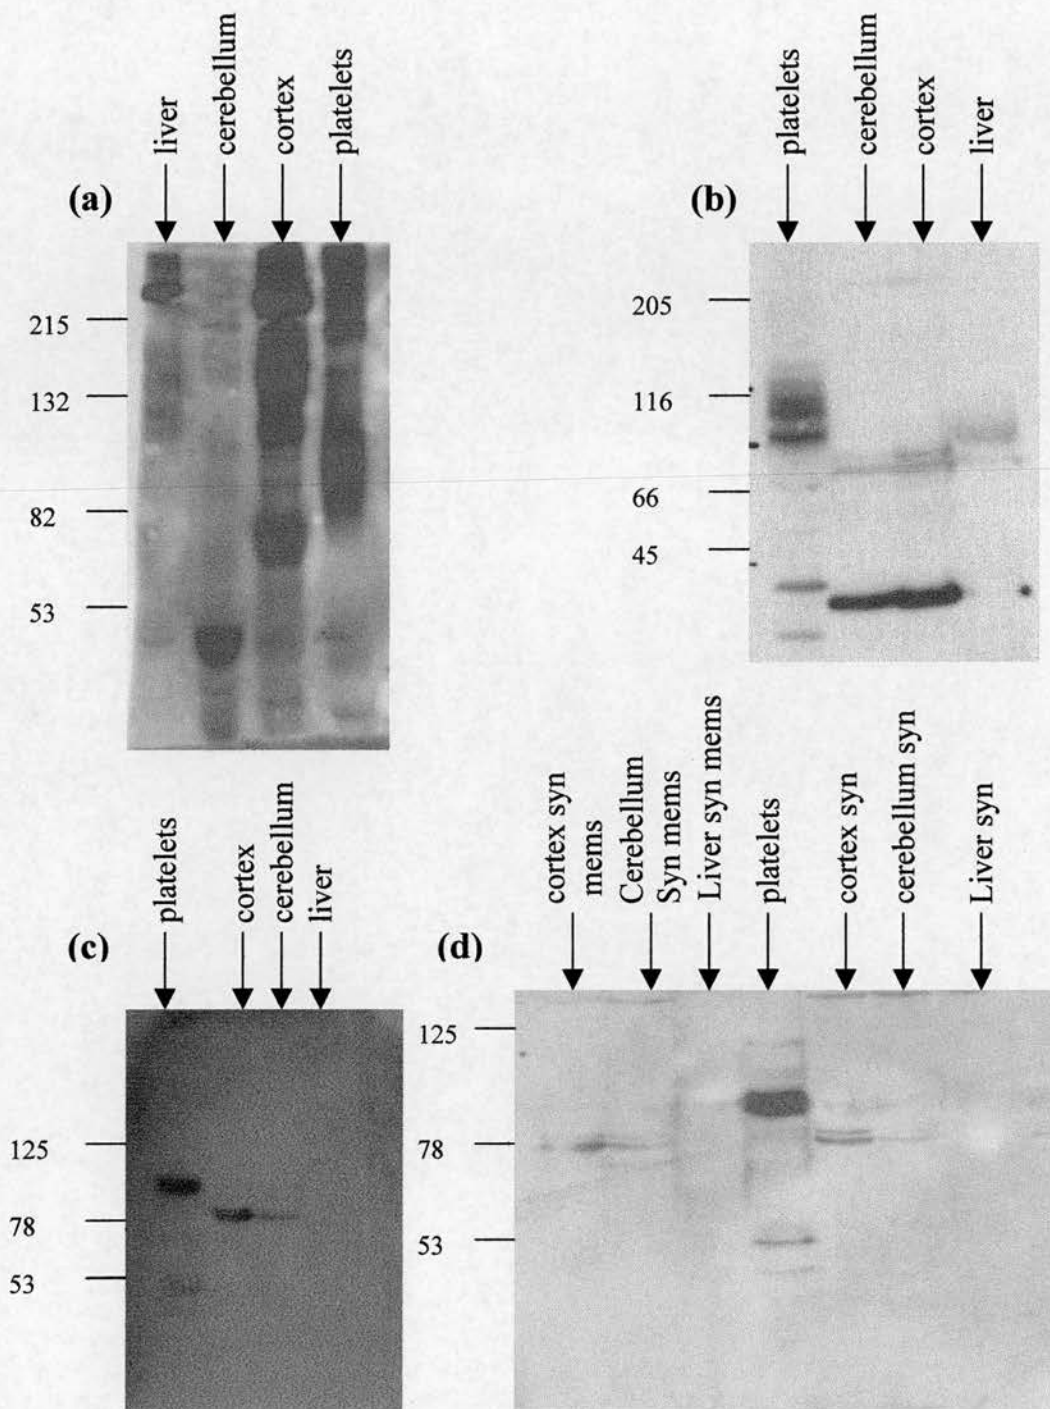 (a)
liver
cerebellum
cortex
platelets
215
132
82
53
(b)
platelets
cerebellum
cortex
liver
205
116
66
45
(c)
platelets
cortex
cerebellum
liver
125
78
53
(d)
cortex syn
mems
Cerebellum
Syn mems
Liver syn mems
platelets
cortex syn
cerebellum syn
Liver syn
125
78
53